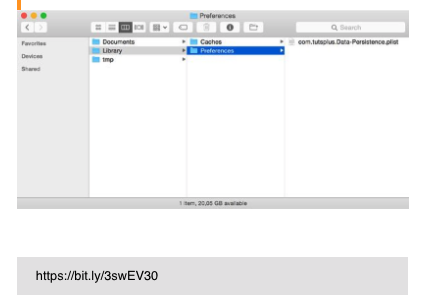 Preferences
Search
Favorites
Devices
Shared
Documents
Library
tmp
Caches
Preferences
com.tutsplus.Data-Persistence.plist
1 item, 20,05 GB available
https://bit.ly/3swEV30